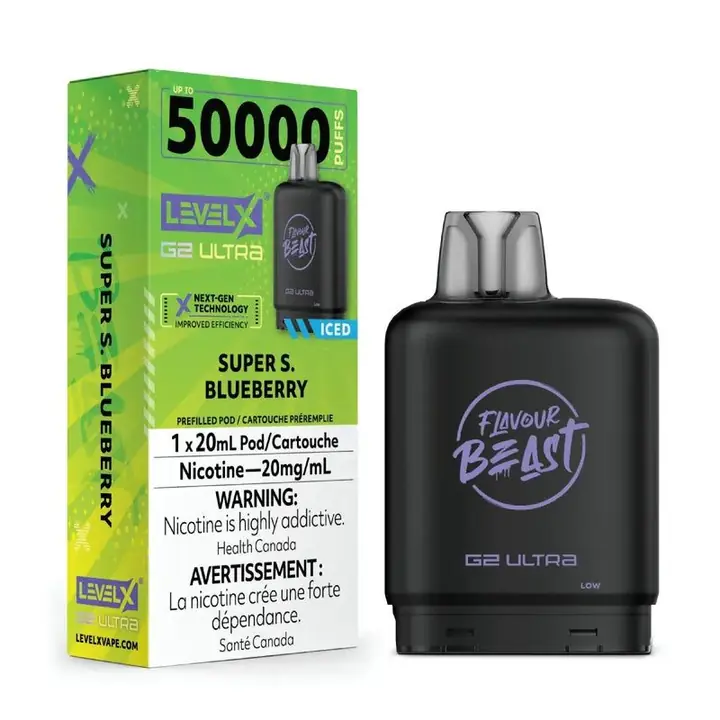 UP TO
50000
PUFFS
LEVEL X
G2 ULTRA
FLAVOUR
BEAST
G2 ULTRA
LOW
X NEXT-GEN
TECHNOLOGY
IMPROVED EFFICIENCY
ICED
SUPER S.
BLUEBERRY
PREFILLED POD / CARTOUCHE PRÉREMPLIE
1 x 20mL Pod/Cartouche
Nicotine—20mg/mL
WARNING:
Nicotine is highly addictive.
Health Canada
AVERTISSEMENT :
La nicotine crée une forte
dépendance.
Santé Canada
SUPER S. BLUEBERRY
LEVEL X
G2 ULTRA
LEVELXVAPE.COM
FLAVOUR
BEAST
G2 ULTRA
LOW